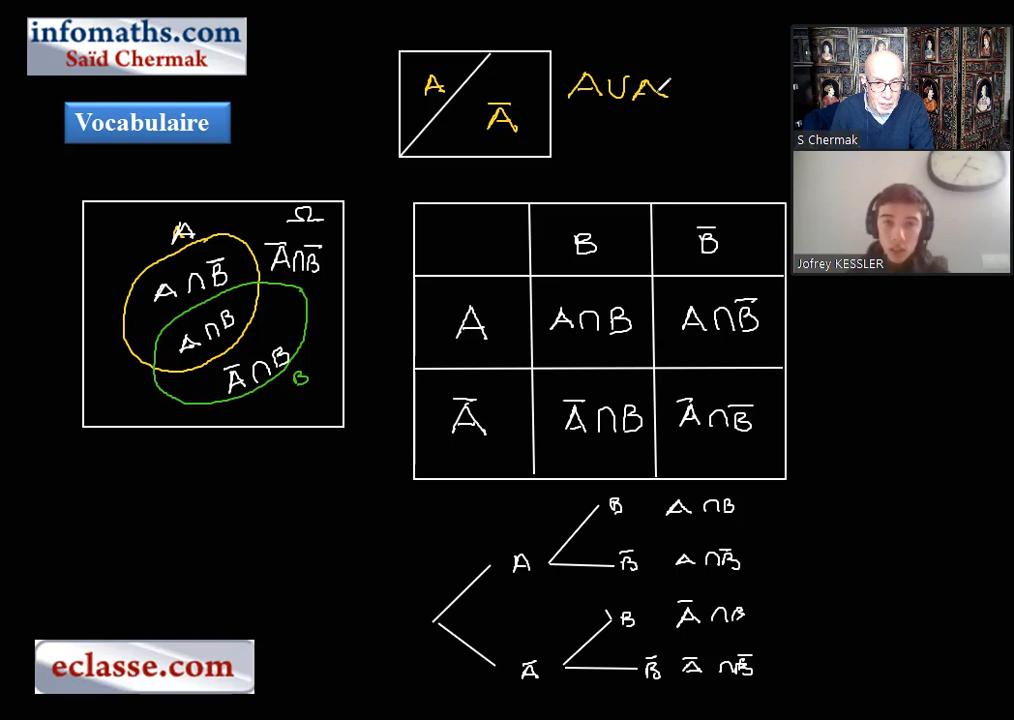 infomaths.com
Saïd Chermak
Vocabulaire
A
A̅
A∪A
S Chermak
Jofrey KESSLER
Ω
A
A∩B̅
A̅∩B̅
A∩B
A̅∩B
B
B B̅
A A∩B A∩B̅
A̅ A̅∩B A̅∩B̅
B A∩B
A
B̅ A∩B̅
B A̅∩B
A̅
B̅ A̅∩B̅
eclasse.com